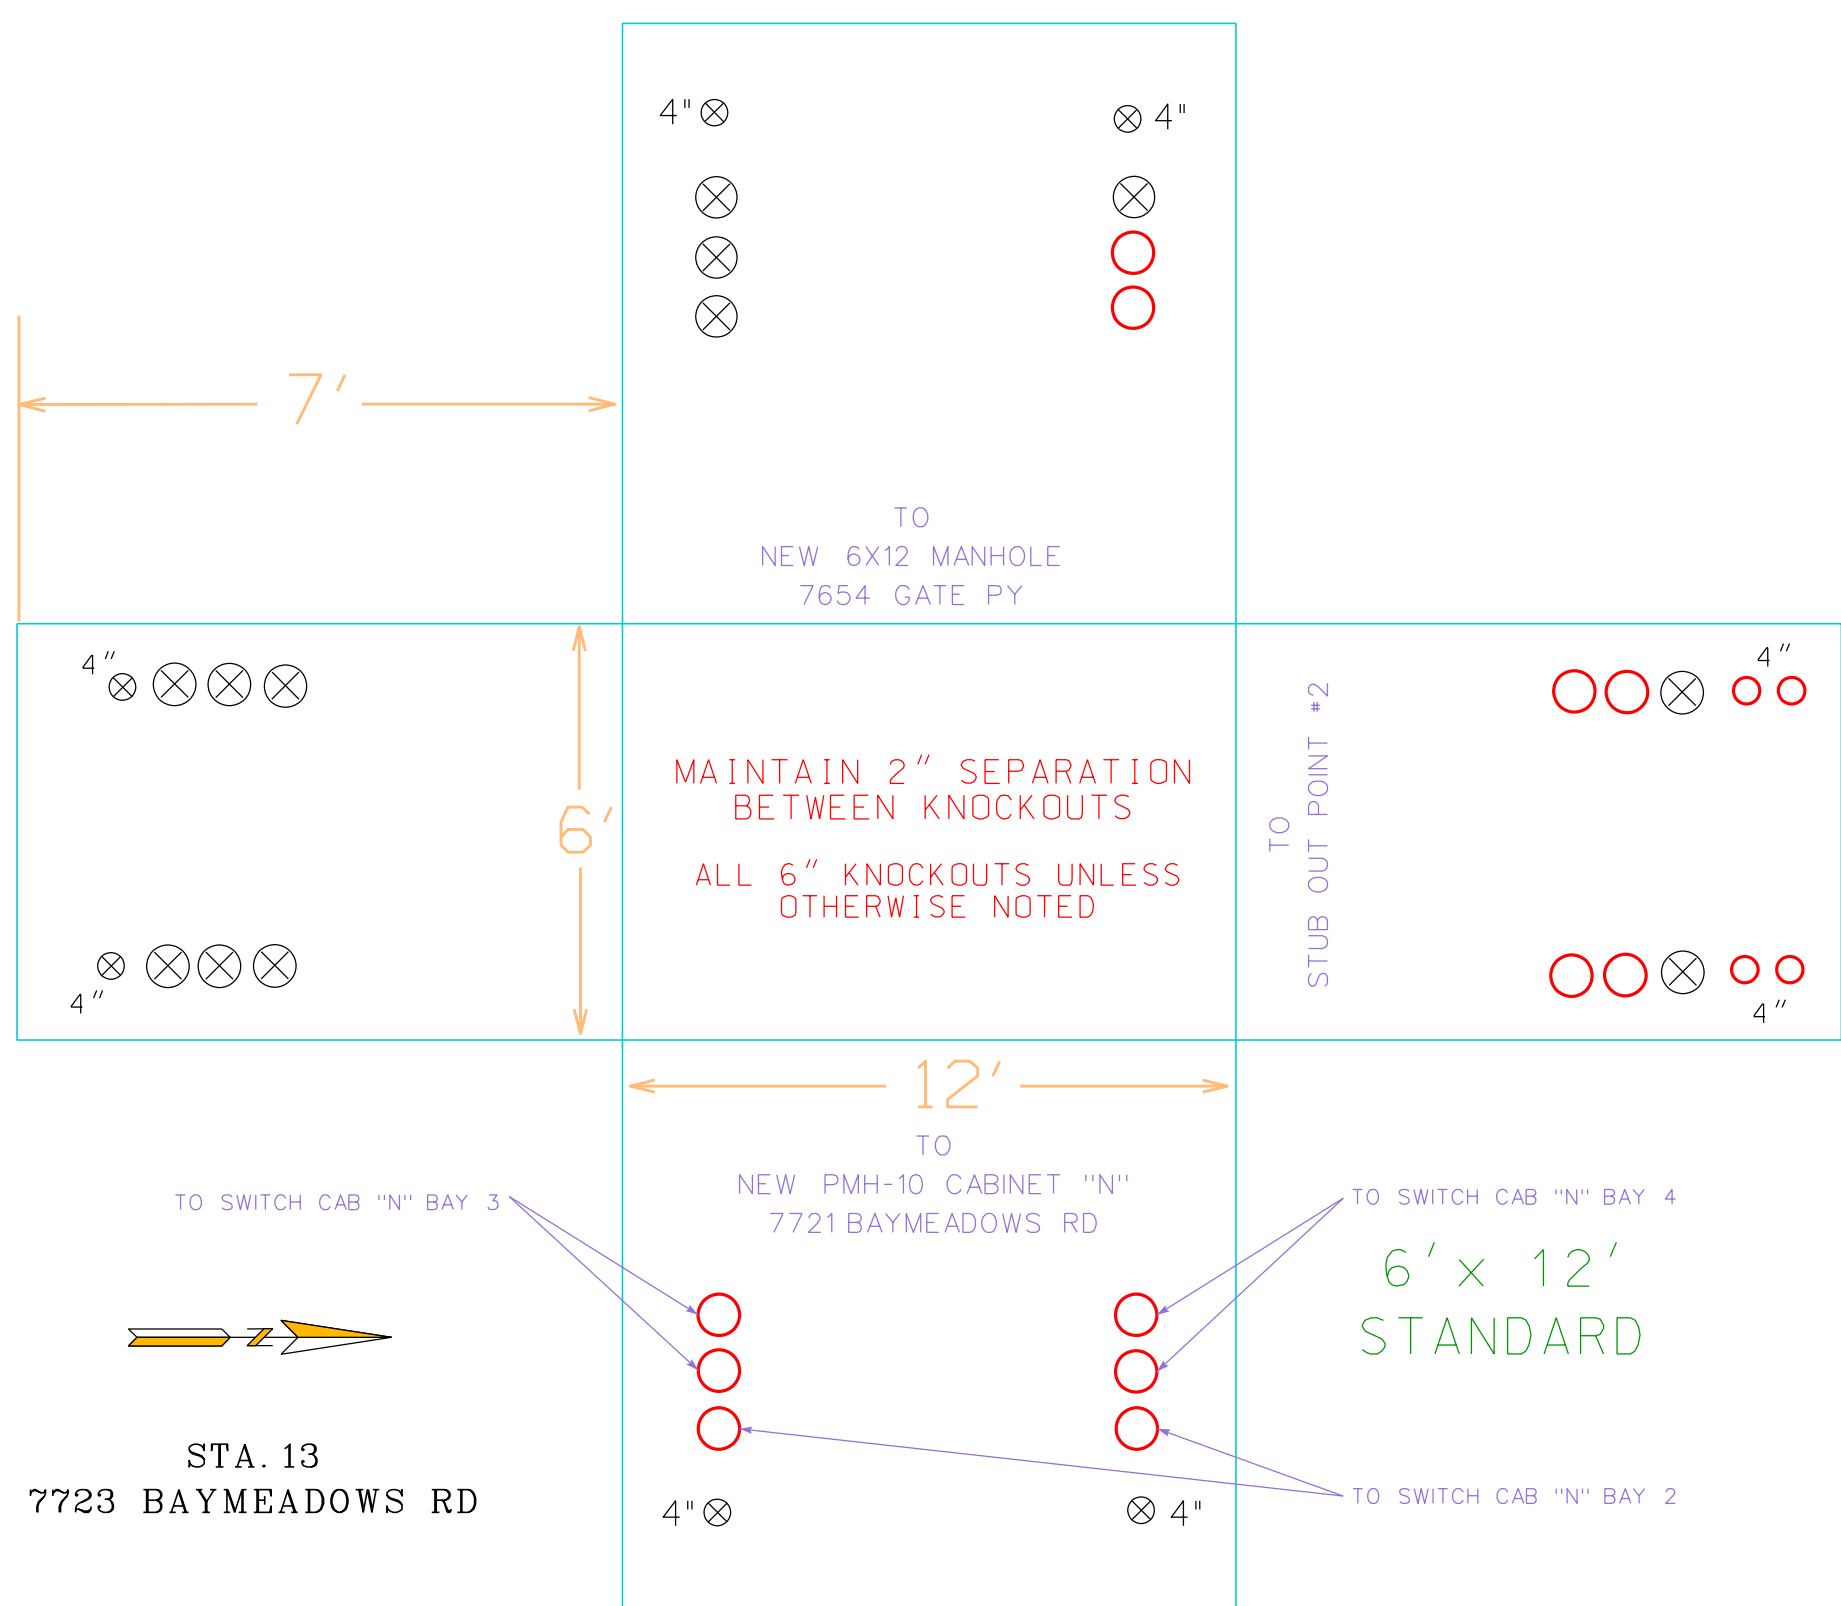 4" 4"
7'
TO
NEW 6X12 MANHOLE
7654 GATE PY
4"
4"
TO
STUB OUT POINT #2
MAINTAIN 2" SEPARATION
BETWEEN KNOCKOUTS
6'
ALL 6" KNOCKOUTS UNLESS
OTHERWISE NOTED
4"
4"
12'
TO
NEW PMH-10 CABINET "N"
7721 BAYMEADOWS RD
TO SWITCH CAB "N" BAY 3
TO SWITCH CAB "N" BAY 4
6' x 12'
STANDARD
N
STA. 13
7723 BAYMEADOWS RD
4" 4"
TO SWITCH CAB "N" BAY 2